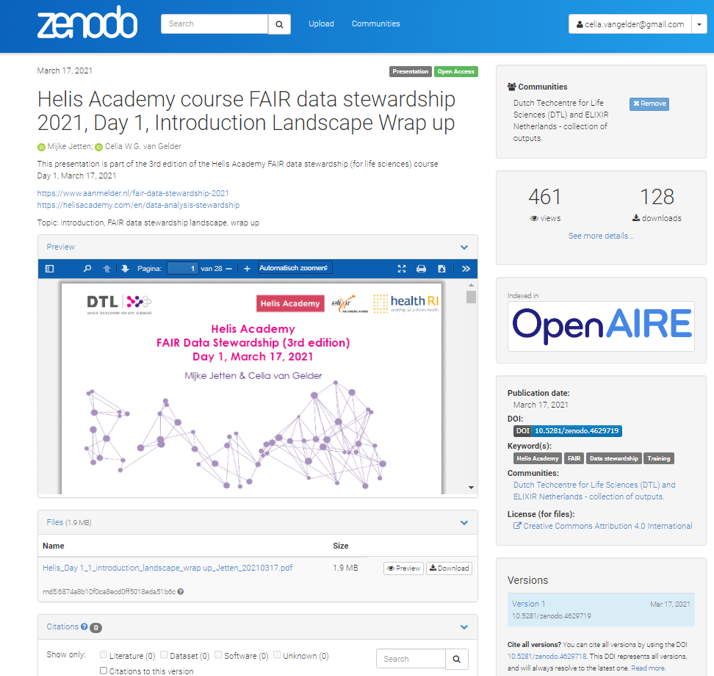 zenodo
Search
Upload
Communities
celia.vangelder@gmail.com
March 17, 2021
Presentation
Open Access
Helis Academy course FAIR data stewardship
2021, Day 1, Introduction Landscape Wrap up
Mijke Jetten; Celia W.G. van Gelder
This presentation is part of the 3rd edition of the Helis Academy FAIR data stewardship (for life sciences) course
Day 1, March 17, 2021
https://www.aanmelder.nl/fair-data-stewardship-2021
https://helisacademy.com/en/data-analysis-stewardship
Topic: introduction, FAIR data stewardship landscape, wrap up
Preview
Pagina: 1 van 28
Automatisch zoomen
DTL
DUTCH TECHCENTRE FOR LIFE SCIENCES
Helis Academy
elixir
health RI
Helis Academy
FAIR Data Stewardship (3rd edition)
Day 1, March 17, 2021
Mijke Jetten & Celia van Gelder
Files (1.9 MB)
Name Size
Helis_Day 1_1_introduction_landscape_wrap up_Jetten_20210317.pdf 1.9 MB Preview Download
md5:6874a8b10f0ca8ecd0ff5018eda51b6c
Citations 0
Show only: Literature (0) Dataset (0) Software (0) Unknown (0)
Citations to this version
Search
Communities
Dutch Techcentre for Life
Sciences (DTL) and ELIXIR
Netherlands - collection of
outputs.
Remove
461 128
views downloads
See more details...
Indexed in
OpenAIRE
Publication date:
March 17, 2021
DOI:
DOI 10.5281/zenodo.4629719
Keyword(s):
Helis Academy FAIR Data stewardship Training
Communities:
Dutch Techcentre for Life Sciences (DTL) and
ELIXIR Netherlands - collection of outputs.
License (for files):
Creative Commons Attribution 4.0 International
Versions
Version 1 Mar 17, 2021
10.5281/zenodo.4629719
Cite all versions? You can cite all versions by using the DOI
10.5281/zenodo.4629718. This DOI represents all versions,
and will always resolve to the latest one. Read more.